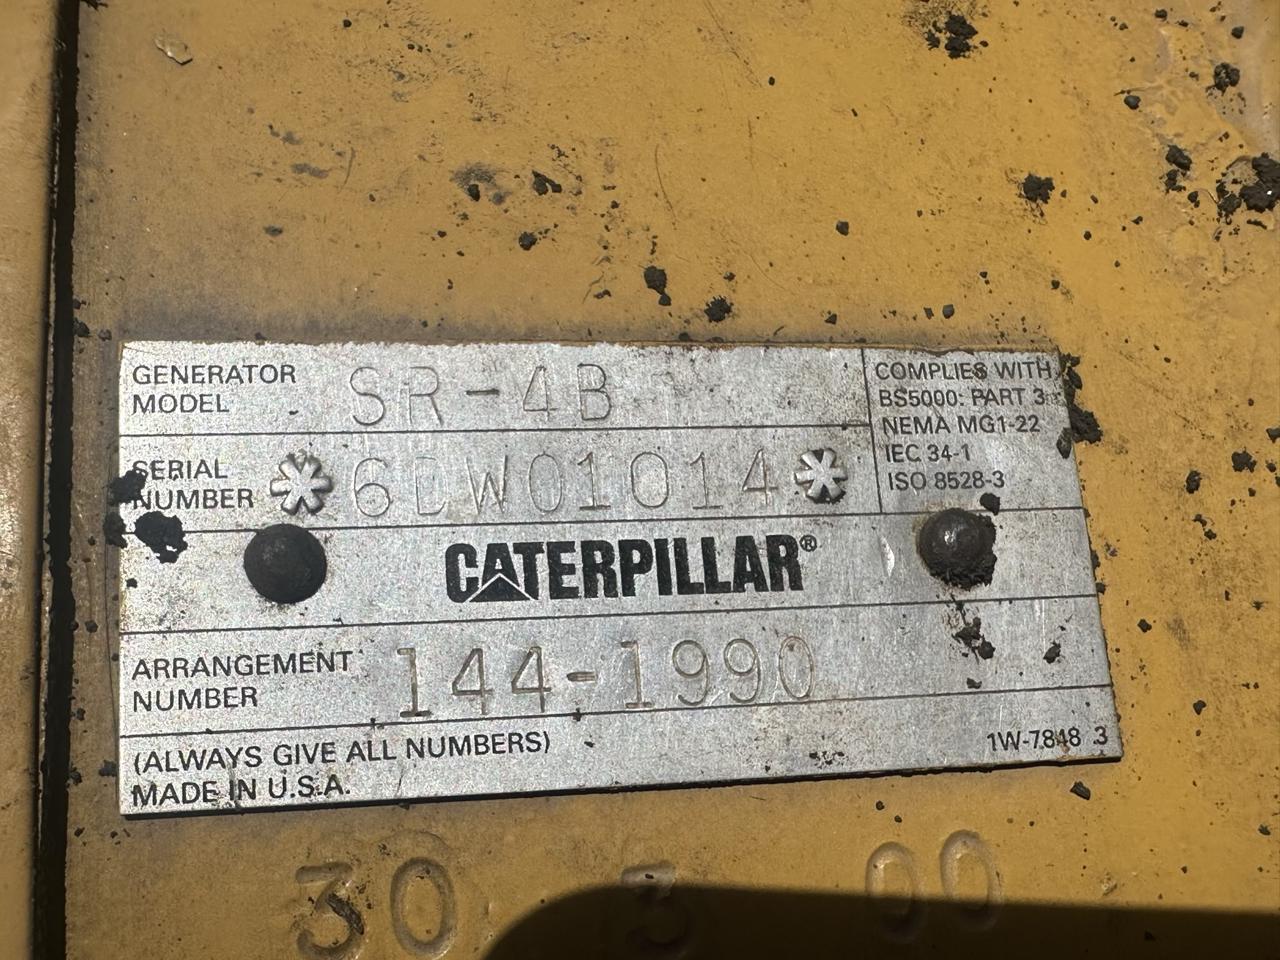 GENERATOR MODEL SR-4B
COMPLIES WITH
BS5000: PART 3
NEMA MG1-22
IEC 34-1
ISO 8528-3
SERIAL NUMBER *6DW01014*
CATERPILLAR®
ARRANGEMENT NUMBER 144-1990
(ALWAYS GIVE ALL NUMBERS)
MADE IN U.S.A.
1W-7848 3
30 3 00